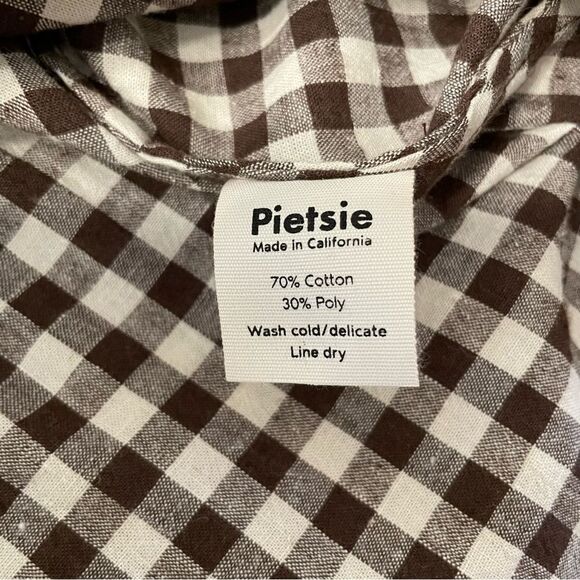 Pietsie
Made in California
70% Cotton
30% Poly
Wash cold/delicate
Line dry